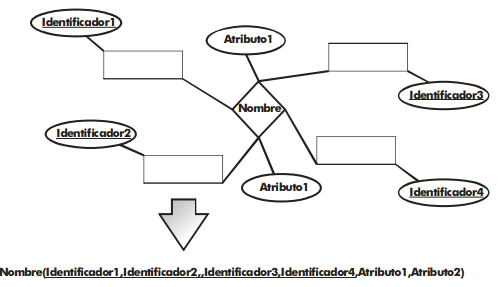 Identificador1
Atributo1
Identificador3
Nombre
Identificador2
Atributo1
Identificador4
Nombre(Identificador1,Identificador2,,Identificador3,Identificador4,Atributo1,Atributo2)